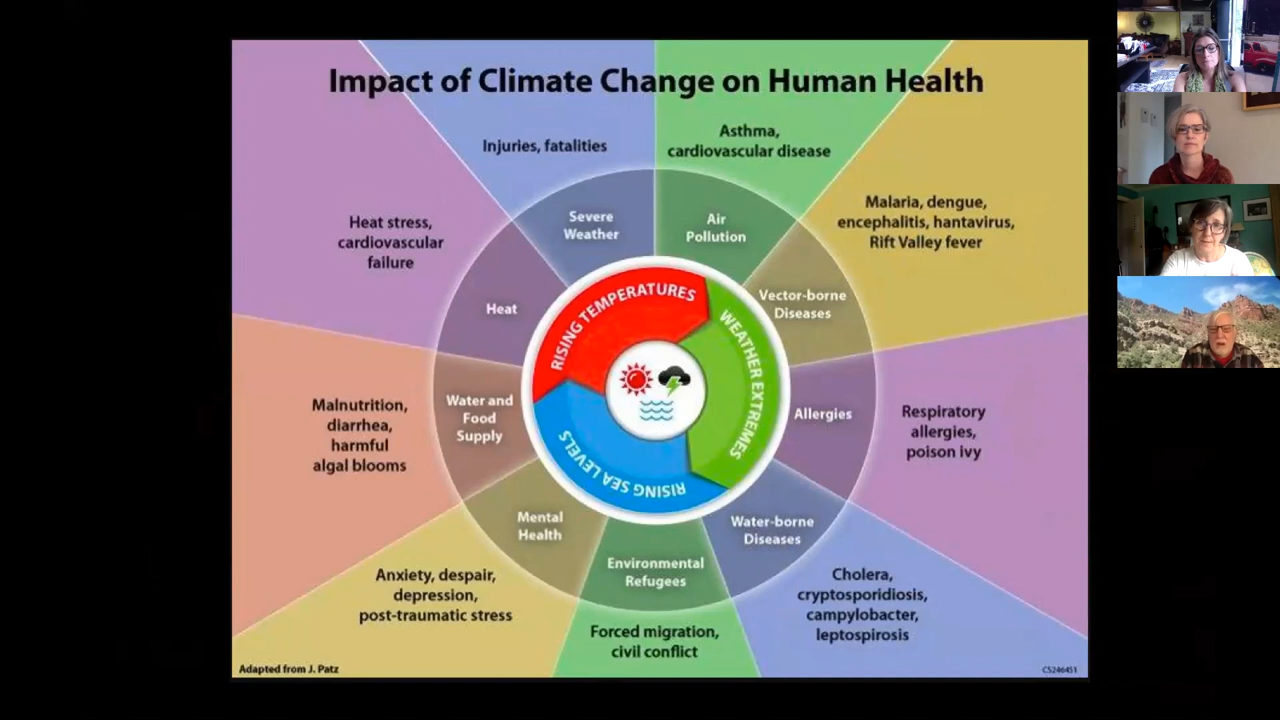 Impact of Climate Change on Human Health
Injuries, fatalities
Asthma,
cardiovascular disease
Severe
Weather
Air
Pollution
Malaria, dengue,
encephalitis, hantavirus,
Rift Valley fever
Heat stress,
cardiovascular
failure
Heat
Vector-borne
Diseases
RISING TEMPERATURES
WEATHER EXTREMES
RISING SEA LEVELS
Water and
Food
Supply
Allergies
Malnutrition,
diarrhea,
harmful
algal blooms
Respiratory
allergies,
poison ivy
Mental
Health
Water-borne
Diseases
Environmental
Refugees
Anxiety, despair,
depression,
post-traumatic stress
Cholera,
cryptosporidiosis,
campylobacter,
leptospirosis
Forced migration,
civil conflict
Adapted from J. Patz
CS246451